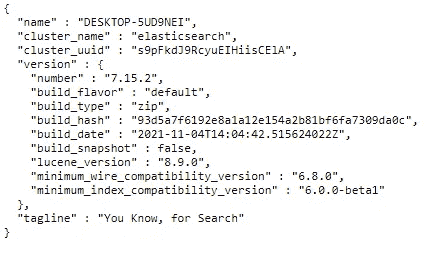 {
  "name" : "DESKTOP-5UD9NEI",
  "cluster_name" : "elasticsearch",
  "cluster_uuid" : "s9pFkdJ9RcyuEIHiisCElA",
  "version" : {
    "number" : "7.15.2",
    "build_flavor" : "default",
    "build_type" : "zip",
    "build_hash" : "93d5a7f6192e8a1a12e154a2b81bf6fa7309da0c",
    "build_date" : "2021-11-04T14:04:42.515624022Z",
    "build_snapshot" : false,
    "lucene_version" : "8.9.0",
    "minimum_wire_compatibility_version" : "6.8.0",
    "minimum_index_compatibility_version" : "6.0.0-beta1"
  },
  "tagline" : "You Know, for Search"
}